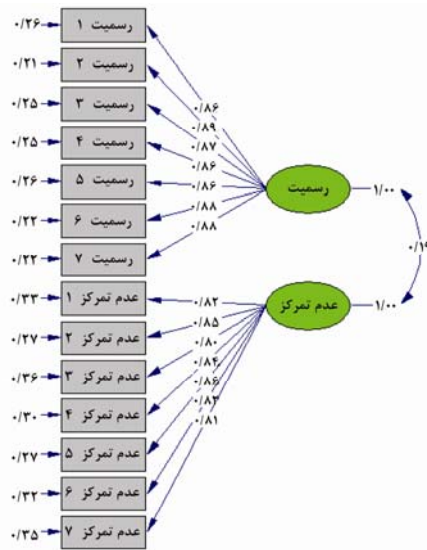 ۰/۲۶ رسمیت ۱
۰/۲۱ رسمیت ۲
۰/۲۵ رسمیت ۳
۰/۲۵ رسمیت ۴
۰/۲۶ رسمیت ۵
۰/۲۲ رسمیت ۶
۰/۲۲ رسمیت ۷
۰/۳۳ عدم تمرکز ۱
۰/۲۷ عدم تمرکز ۲
۰/۳۶ عدم تمرکز ۳
۰/۳۰ عدم تمرکز ۴
۰/۲۷ عدم تمرکز ۵
۰/۳۲ عدم تمرکز ۶
۰/۳۵ عدم تمرکز ۷
۰/۸۶
۰/۸۹
۰/۸۷
۰/۸۶
۰/۸۶
۰/۸۸
۰/۸۸
۰/۸۲
۰/۸۵
۰/۸۰
۰/۸۴
۰/۸۶
۰/۸۳
۰/۸۱
رسمیت
۱/۰۰
عدم تمرکز
۱/۰۰